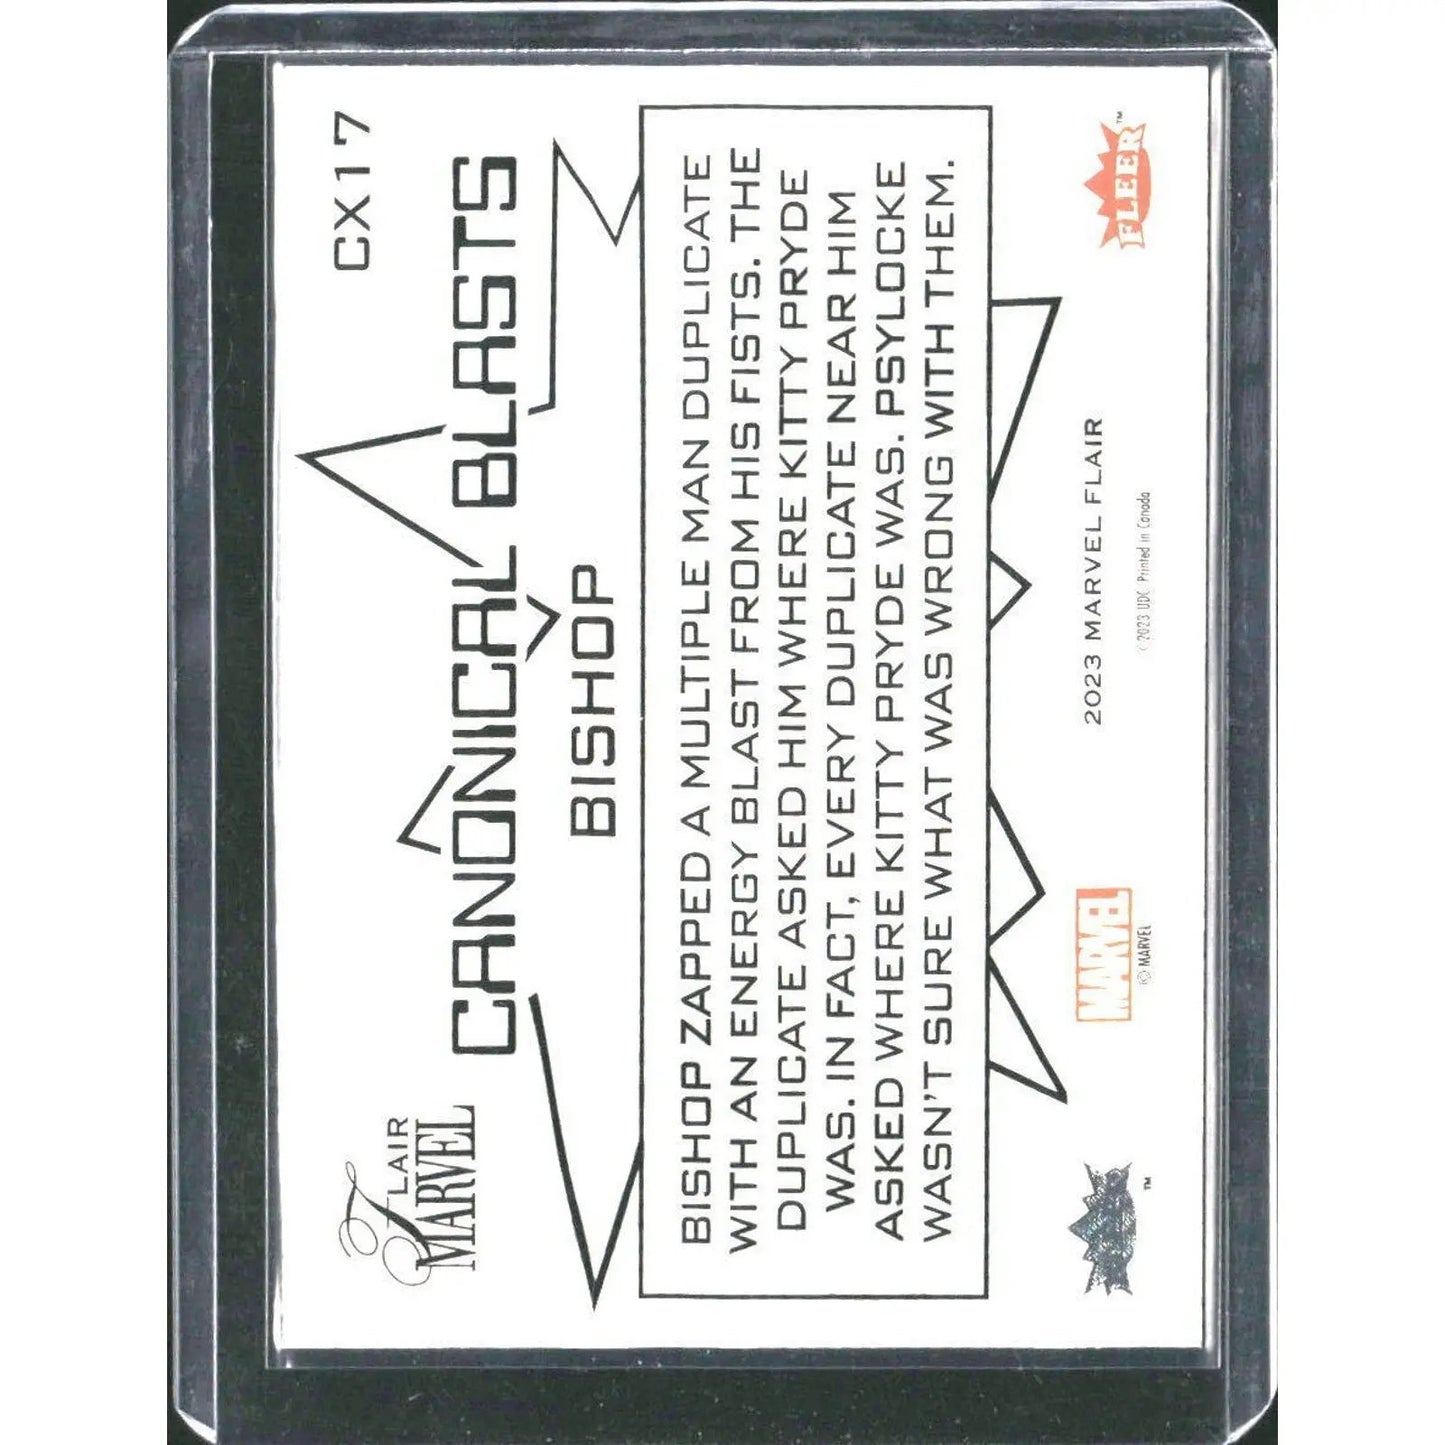 CX17
FLAIR
MARVEL
CANONICAL BLASTS
BISHOP
BISHOP ZAPPED A MULTIPLE MAN DUPLICATE
WITH AN ENERGY BLAST FROM HIS FISTS. THE
DUPLICATE ASKED HIM WHERE KITTY PRYDE
WAS. IN FACT, EVERY DUPLICATE NEAR HIM
ASKED WHERE KITTY PRYDE WAS. PSYLOCKE
WASN'T SURE WHAT WAS WRONG WITH THEM.
TM
MARVEL
© MARVEL
2023 MARVEL FLAIR
©2023 UDC Printed in Canada
FLEER™